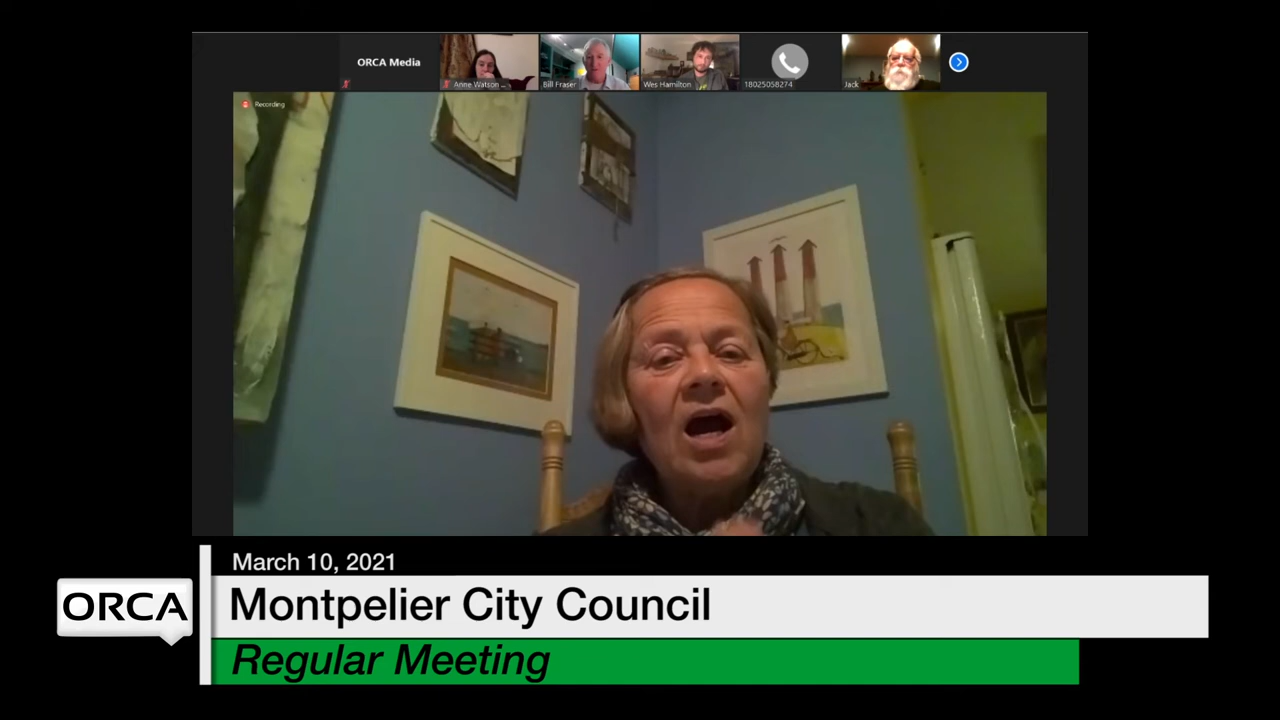 ORCA Media
Anne Watson ...
Bill Fraser
Wes Hamilton
18025058274
Jack
Recording
March 10, 2021
ORCA
Montpelier City Council
Regular Meeting